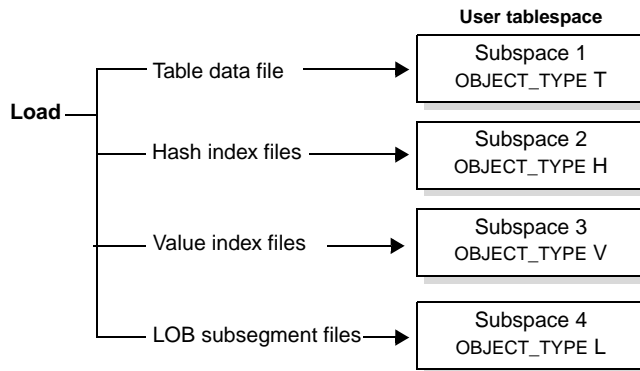 User tablespace
Subspace 1
OBJECT_TYPE T
Table data file
Load
Subspace 2
OBJECT_TYPE H
Hash index files
Subspace 3
OBJECT_TYPE V
Value index files
Subspace 4
OBJECT_TYPE L
LOB subsegment files